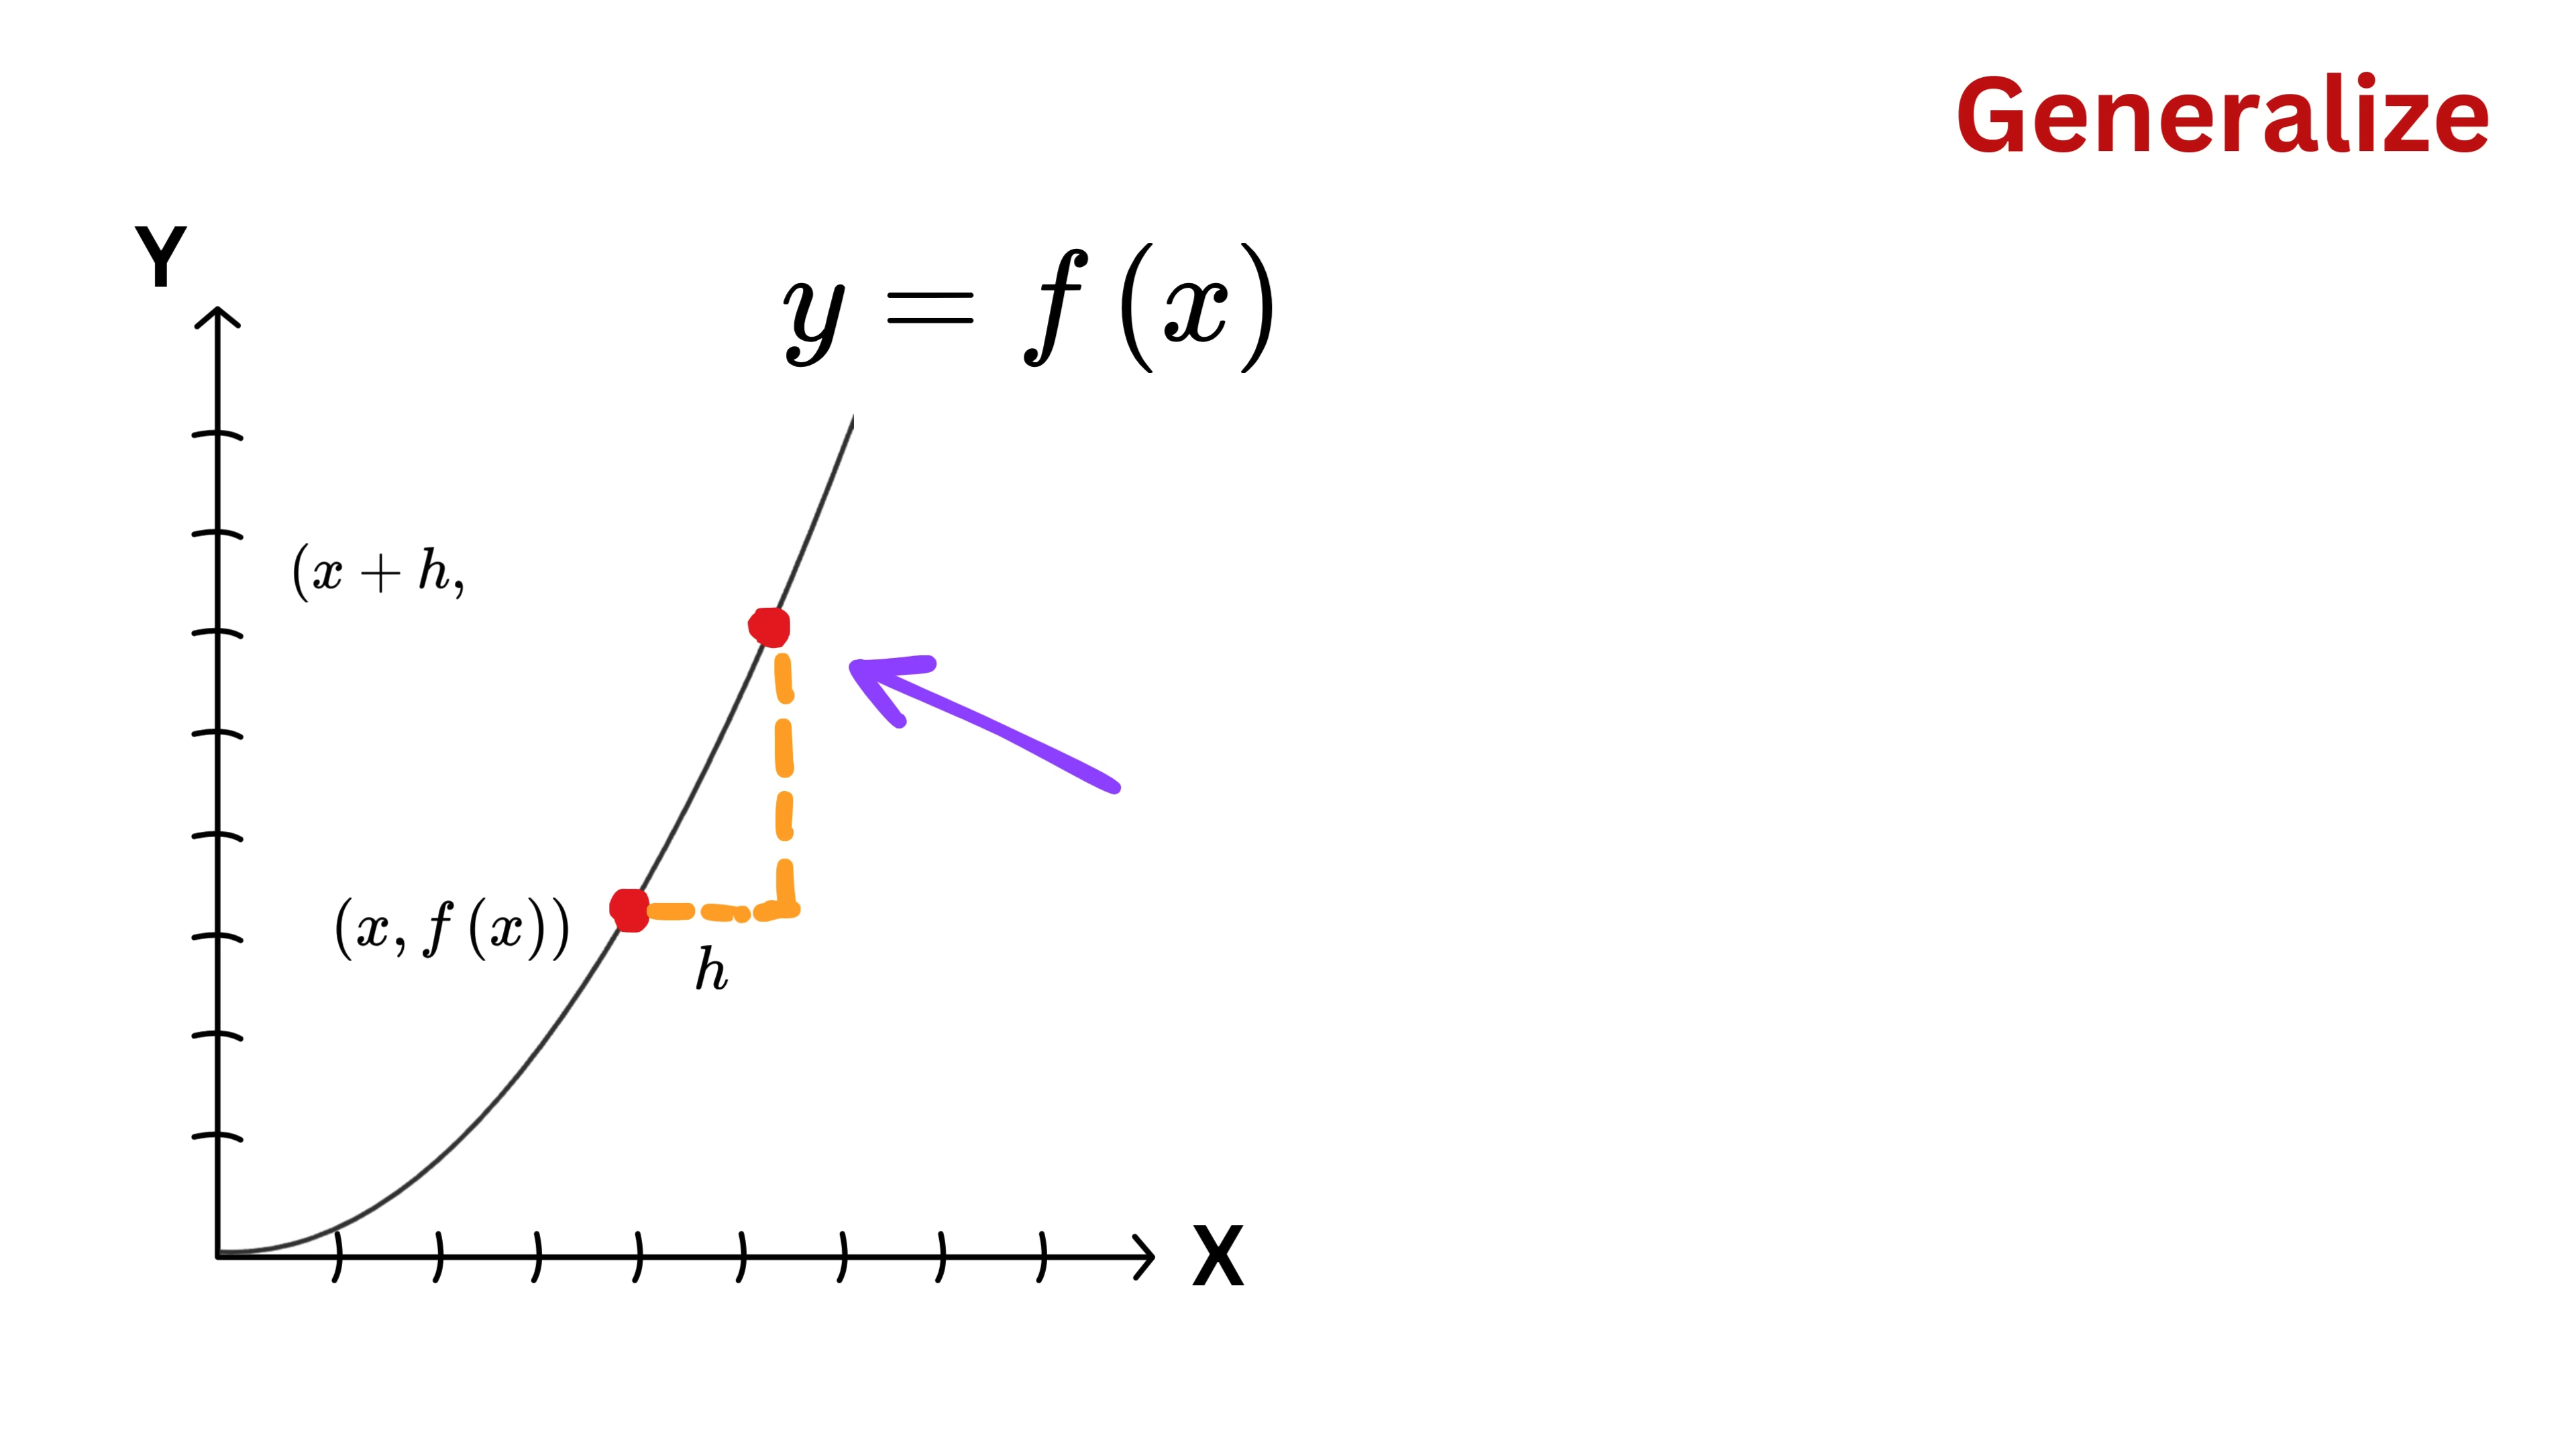 Generalize
Y
y = f (x)
(x + h,
(x, f (x))
h
X